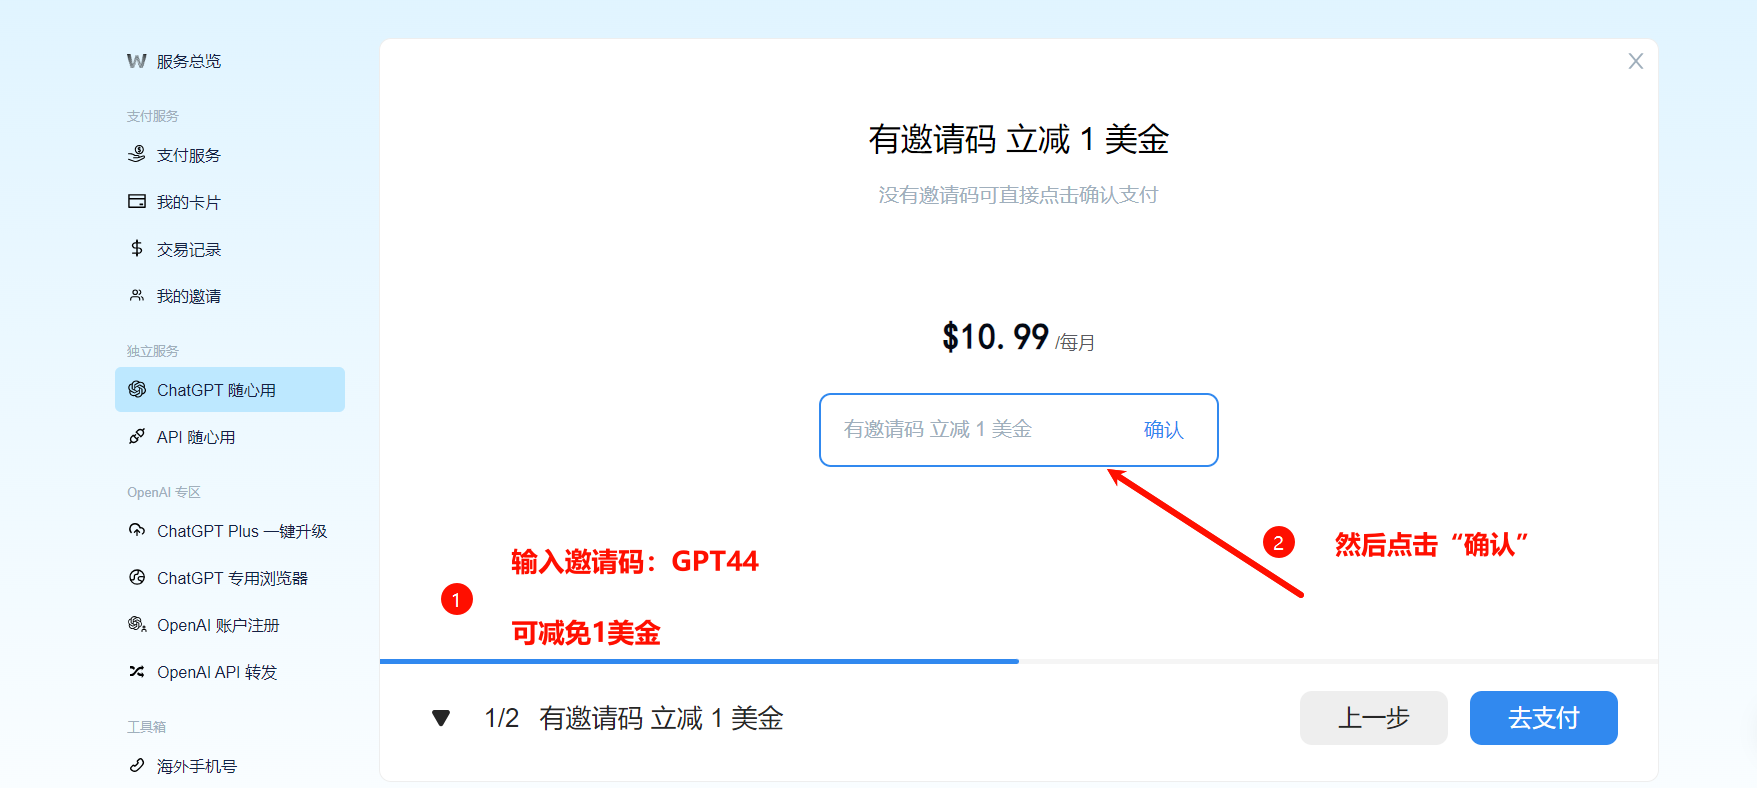 服务总览
支付服务
支付服务
我的卡片
交易记录
我的邀请
独立服务
ChatGPT 随心用
API 随心用
OpenAI 专区
ChatGPT Plus 一键升级
ChatGPT 专用浏览器
OpenAI 账户注册
OpenAI API 转发
工具箱
海外手机号
有邀请码 立减 1 美金
没有邀请码可直接点击确认支付
$10.99 /每月
有邀请码 立减 1 美金 确认
2 然后点击“确认”
输入邀请码：GPT44
1
可减免1美金
1/2 有邀请码 立减 1 美金
上一步 去支付